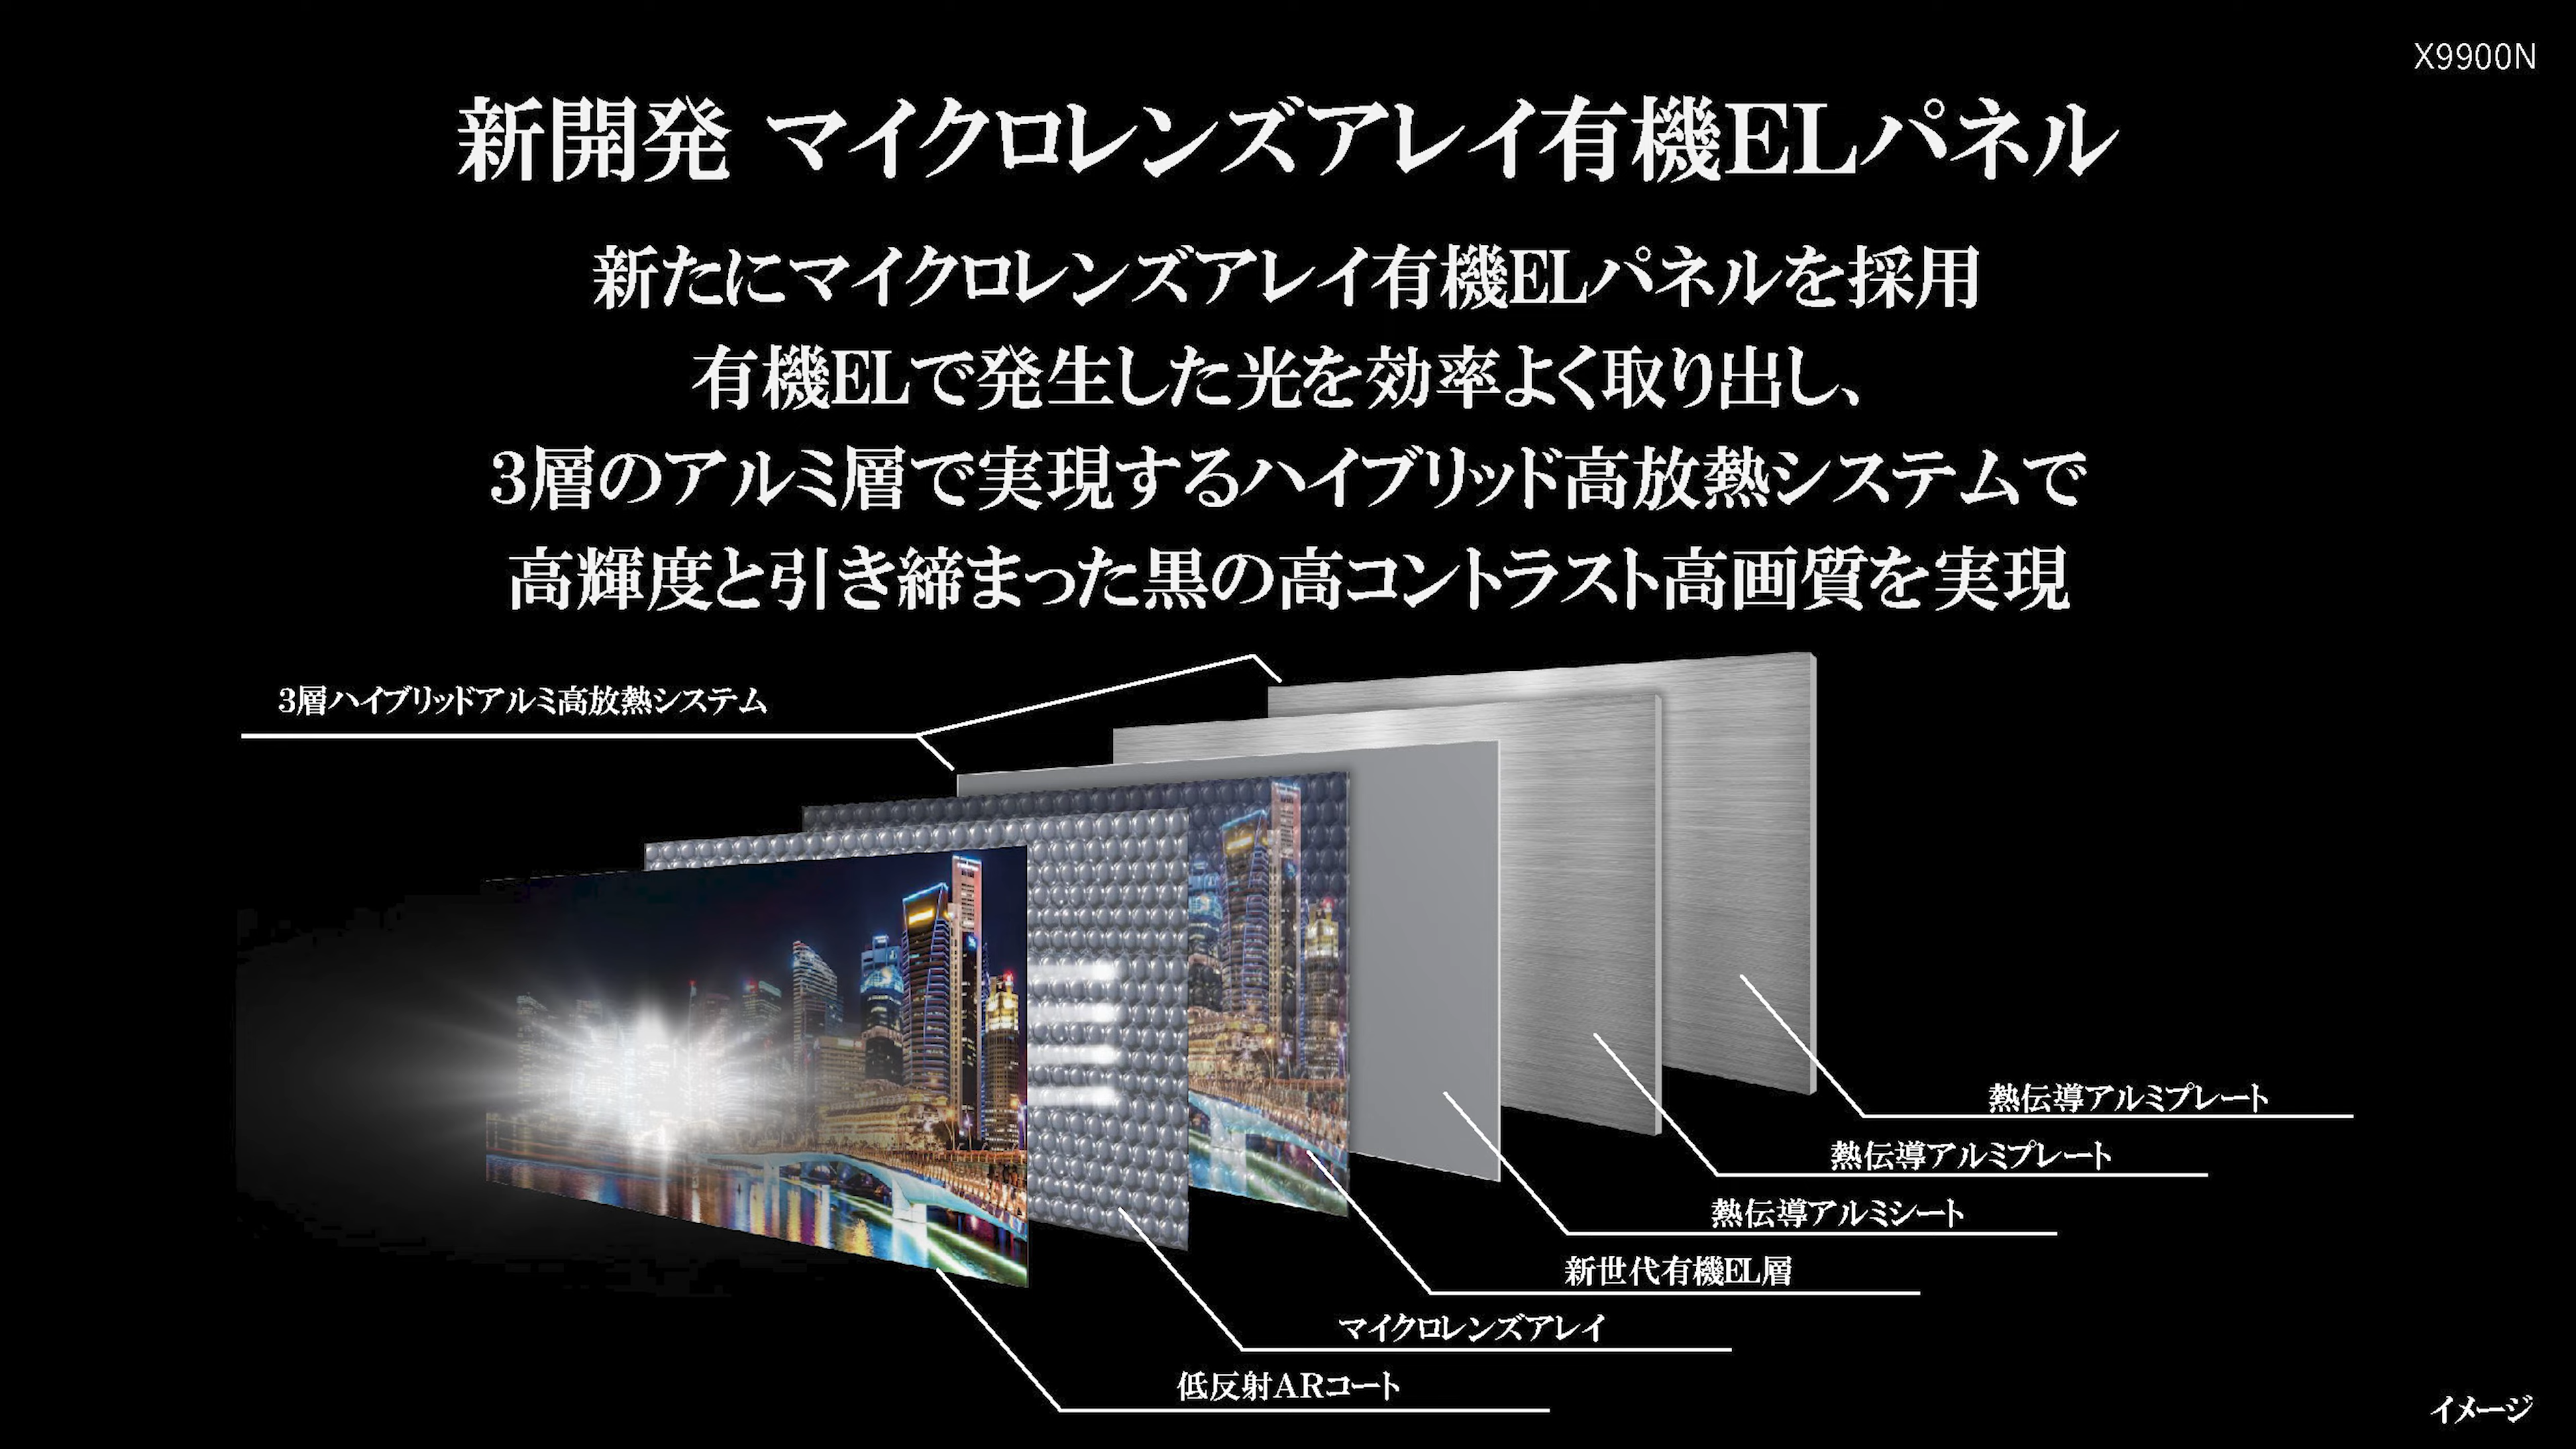 X9900N
新開発 マイクロレンズアレイ有機ELパネル
新たにマイクロレンズアレイ有機ELパネルを採用
有機ELで発生した光を効率よく取り出し、
3層のアルミ層で実現するハイブリッド高放熱システムで
高輝度と引き締まった黒の高コントラスト高画質を実現
3層ハイブリッドアルミ高放熱システム
熱伝導アルミプレート
熱伝導アルミプレート
熱伝導アルミシート
新世代有機EL層
マイクロレンズアレイ
低反射ARコート
イメージ